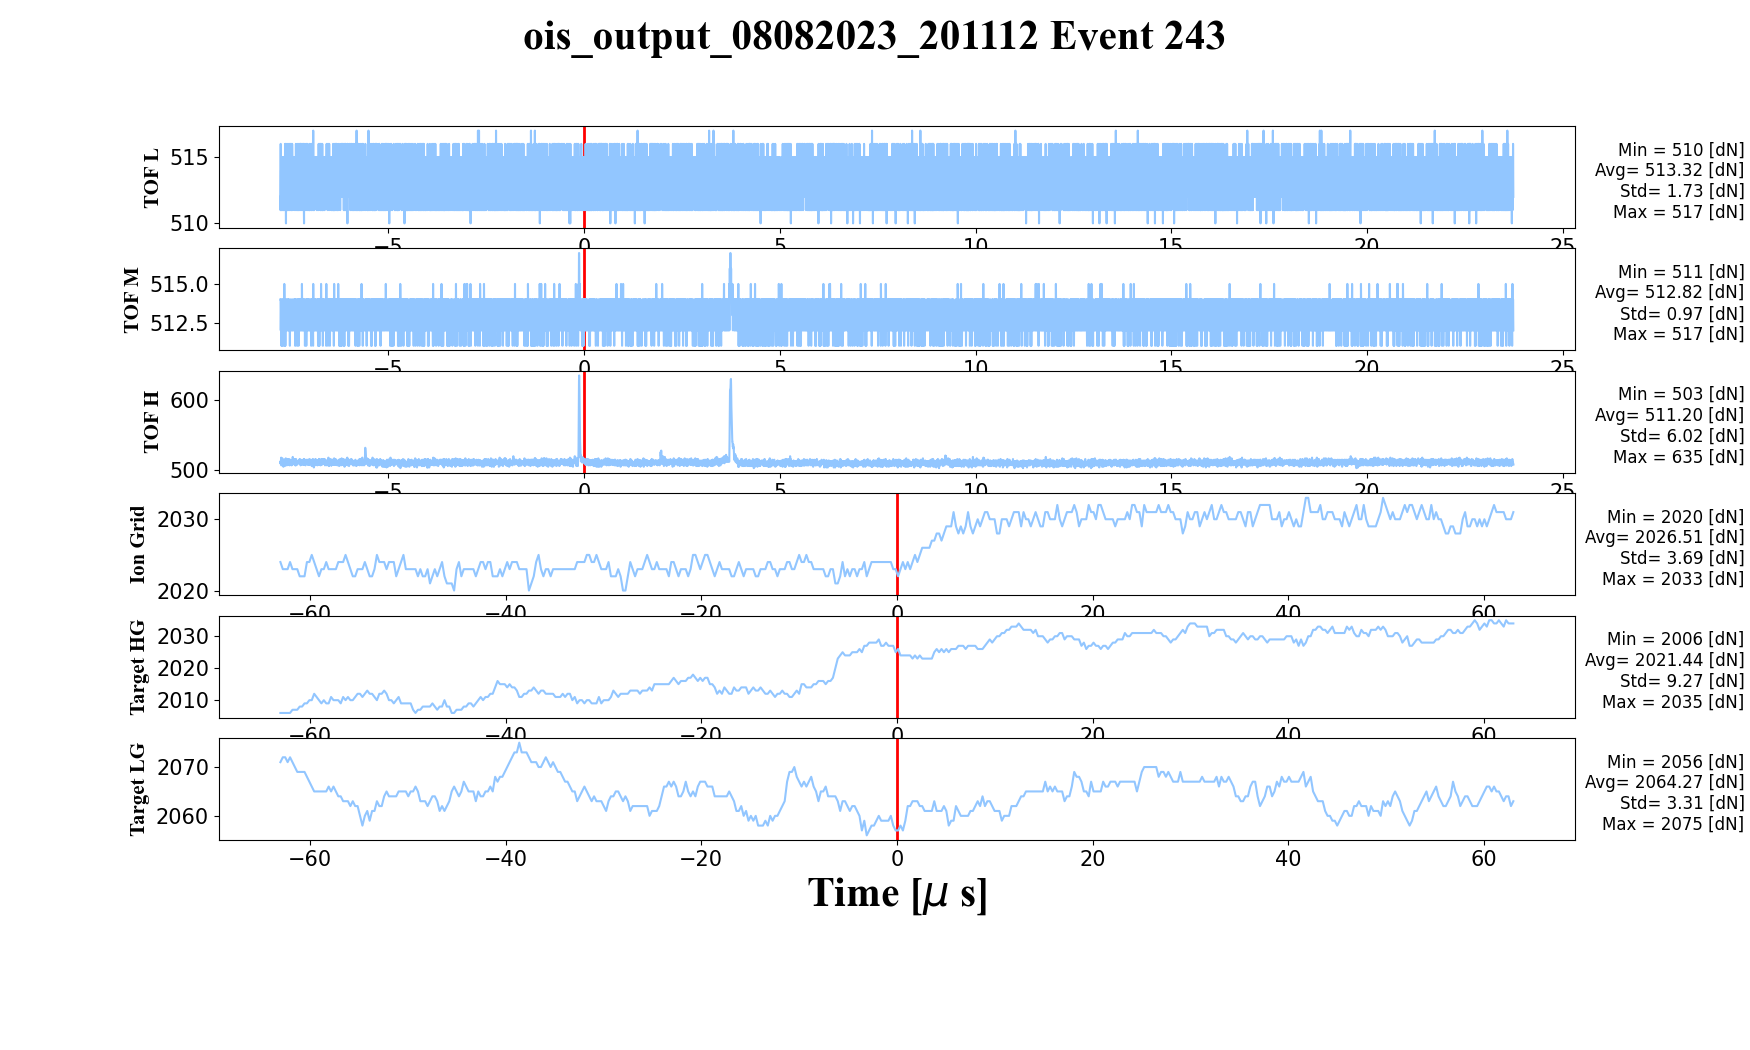 ois_output_08082023_201112 Event 243
TOF L
515
510
−5 0 5 10 15 20 25
Min = 510 [dN]
Avg= 513.32 [dN]
Std= 1.73 [dN]
Max = 517 [dN]
TOF M
515.0
512.5
−5 0 5 10 15 20 25
Min = 511 [dN]
Avg= 512.82 [dN]
Std= 0.97 [dN]
Max = 517 [dN]
TOF H
600
500
−5 0 5 10 15 20 25
Min = 503 [dN]
Avg= 511.20 [dN]
Std= 6.02 [dN]
Max = 635 [dN]
Ion Grid
2030
2020
−60 −40 −20 0 20 40 60
Min = 2020 [dN]
Avg= 2026.51 [dN]
Std= 3.69 [dN]
Max = 2033 [dN]
Target HG
2030
2020
2010
−60 −40 −20 0 20 40 60
Min = 2006 [dN]
Avg= 2021.44 [dN]
Std= 9.27 [dN]
Max = 2035 [dN]
Target LG
2070
2060
−60 −40 −20 0 20 40 60
Min = 2056 [dN]
Avg= 2064.27 [dN]
Std= 3.31 [dN]
Max = 2075 [dN]
Time [μ s]